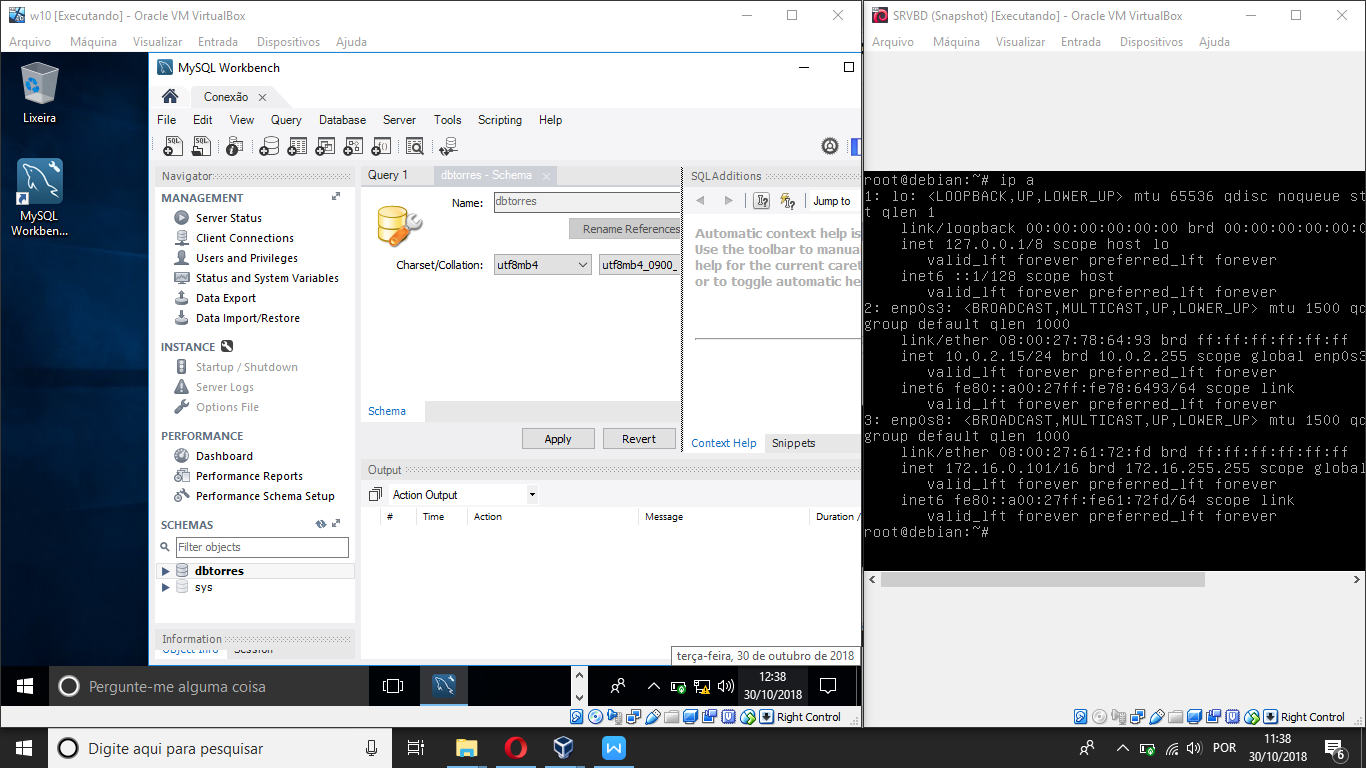 w10 [Executando] - Oracle VM VirtualBox
Arquivo Máquina Visualizar Entrada Dispositivos Ajuda
Lixeira
MySQL
Workben...
MySQL Workbench
Conexão
File Edit View Query Database Server Tools Scripting Help
Navigator
MANAGEMENT
Server Status
Client Connections
Users and Privileges
Status and System Variables
Data Export
Data Import/Restore
INSTANCE
Startup / Shutdown
Server Logs
Options File
PERFORMANCE
Dashboard
Performance Reports
Performance Schema Setup
SCHEMAS
Filter objects
dbtorres
sys
Information
Object Info Session
Query 1
dbtorres - Schema
Name: dbtorres
Rename References
Charset/Collation: utf8mb4 utf8mb4_0900_
Schema
Apply Revert
SQLAdditions
Jump to
Automatic context help is
Use the toolbar to manual
help for the current caret
or to toggle automatic he
Context Help Snippets
Output
Action Output
# Time Action Message Duration /
terça-feira, 30 de outubro de 2018
Pergunte-me alguma coisa
12:38
30/10/2018
Right Control
SRVBD (Snapshot) [Executando] - Oracle VM VirtualBox
Arquivo Máquina Visualizar Entrada Dispositivos Ajuda
root@debian:~# ip a
1: lo: <LOOPBACK,UP,LOWER_UP> mtu 65536 qdisc noqueue st
t qlen 1
link/loopback 00:00:00:00:00:00 brd 00:00:00:00:00:0
inet 127.0.0.1/8 scope host lo
valid_lft forever preferred_lft forever
inet6 ::1/128 scope host
valid_lft forever preferred_lft forever
2: enp0s3: <BROADCAST,MULTICAST,UP,LOWER_UP> mtu 1500 qd
group default qlen 1000
link/ether 08:00:27:78:64:93 brd ff:ff:ff:ff:ff:ff
inet 10.0.2.15/24 brd 10.0.2.255 scope global enp0s3
valid_lft forever preferred_lft forever
inet6 fe80::a00:27ff:fe78:6493/64 scope link
valid_lft forever preferred_lft forever
3: enp0s8: <BROADCAST,MULTICAST,UP,LOWER_UP> mtu 1500 qd
group default qlen 1000
link/ether 08:00:27:61:72:fd brd ff:ff:ff:ff:ff:ff
inet 172.16.0.101/16 brd 172.16.255.255 scope global
valid_lft forever preferred_lft forever
inet6 fe80::a00:27ff:fe61:72fd/64 scope link
valid_lft forever preferred_lft forever
root@debian:~#
Right Control
Digite aqui para pesquisar
POR
11:38
30/10/2018
6